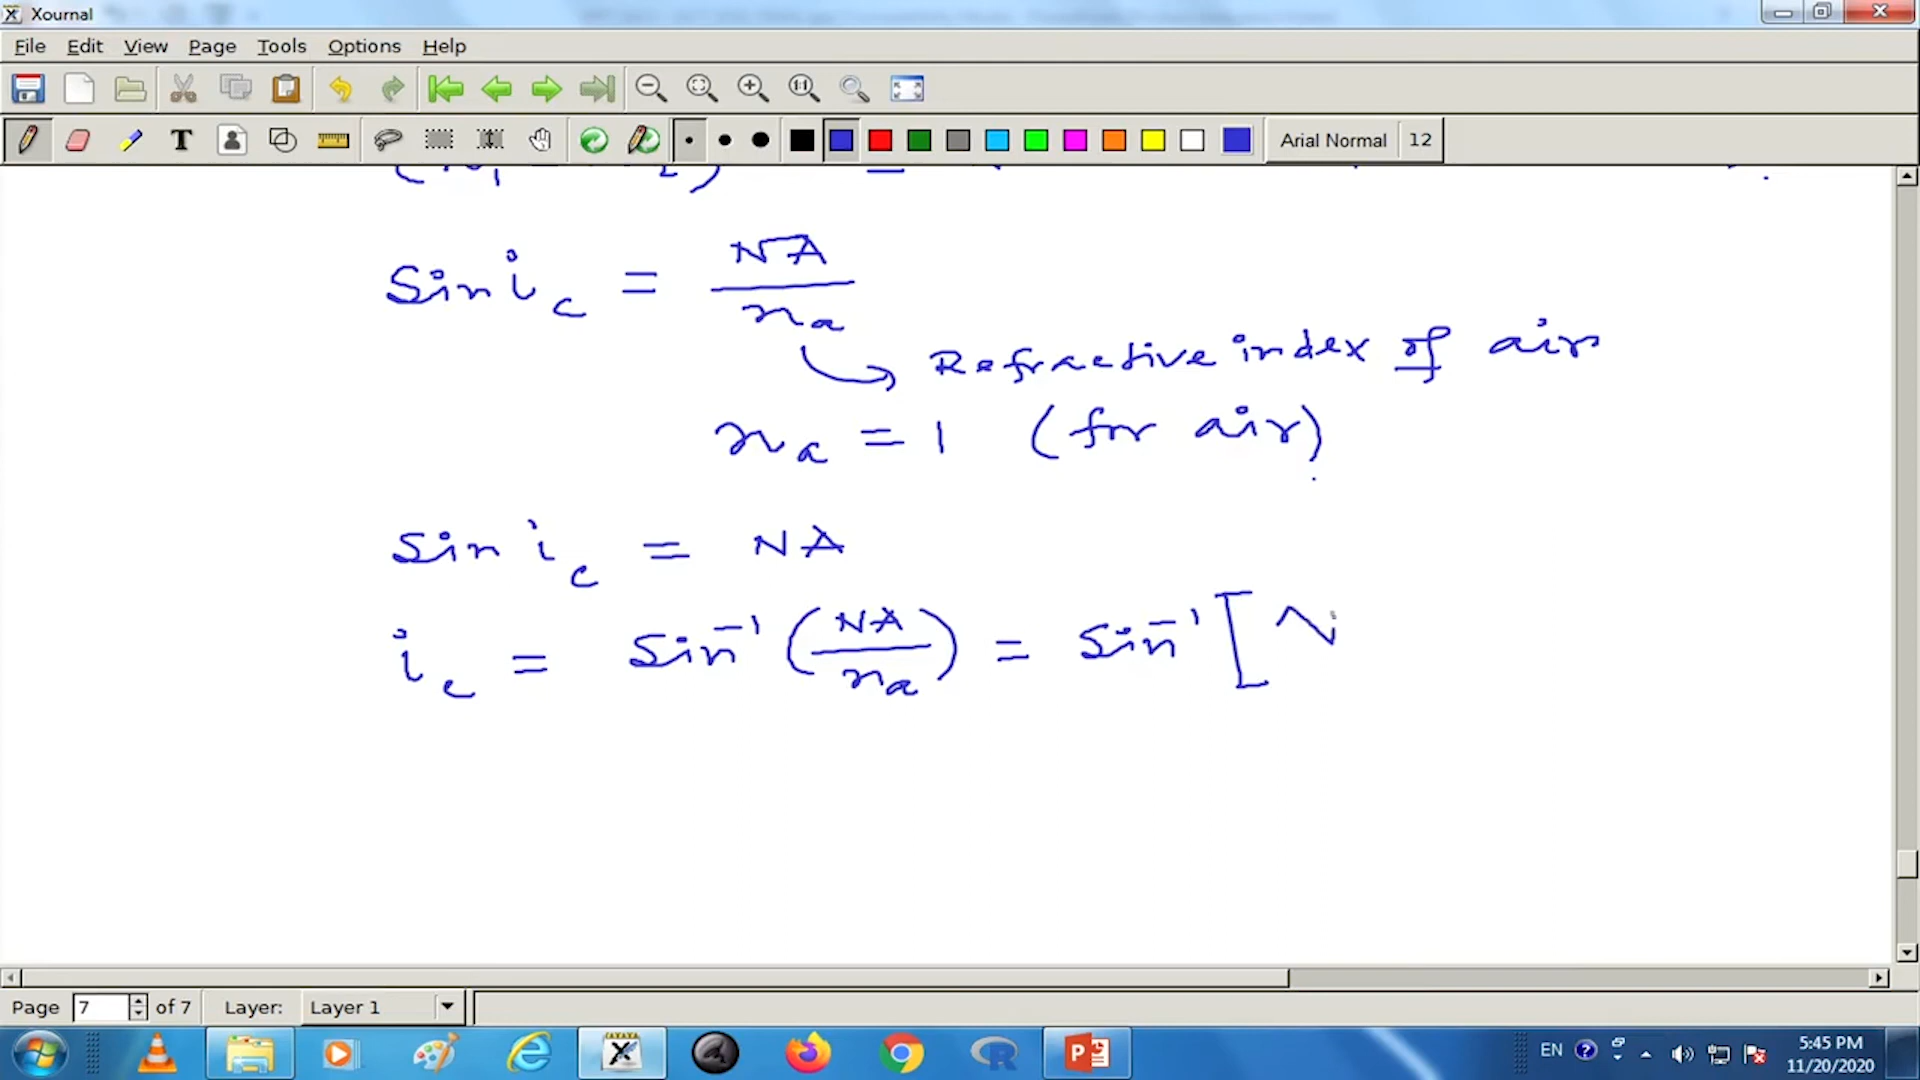 Xournal
File Edit View Page Tools Options Help
Arial Normal 12
Sin i_c = NA / n_a
Refractive index of air
n_a = 1 (for air)
Sin i_c = NA
i_c = Sin⁻¹ (NA / n_a) = Sin⁻¹ [ N
Page 7 of 7 Layer: Layer 1
EN 5:45 PM
11/20/2020